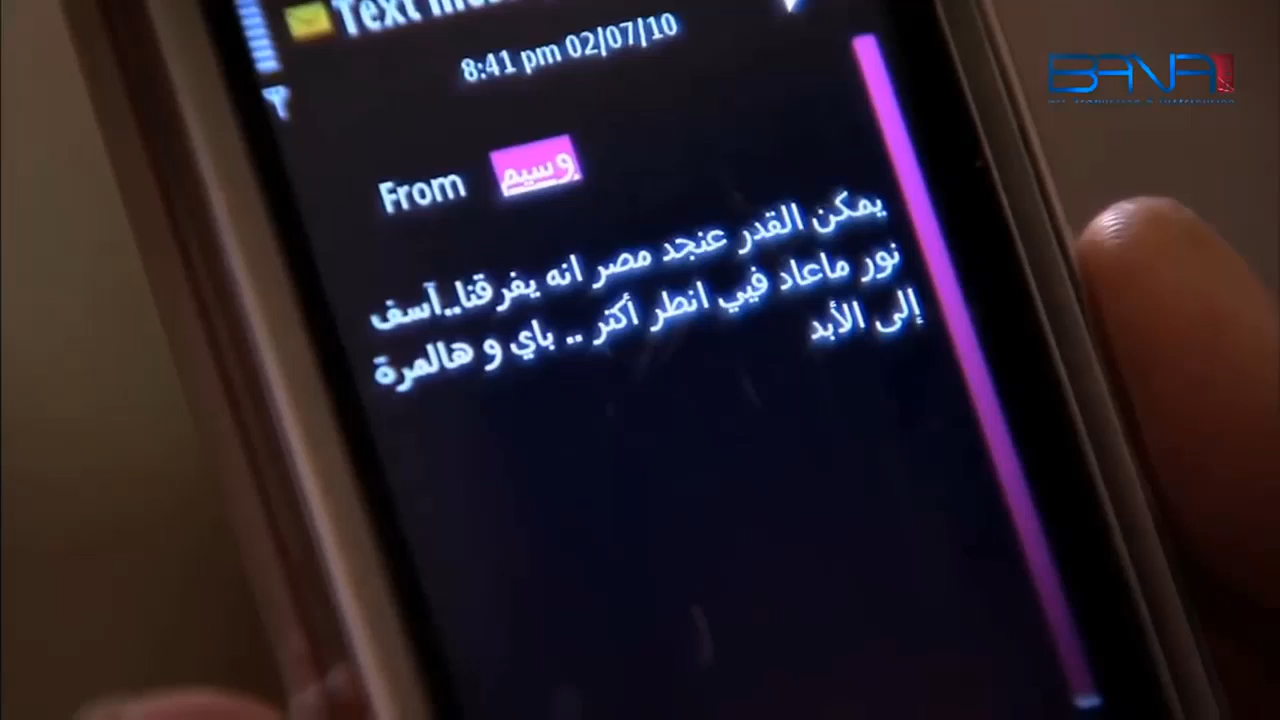 Text
8:41 pm 02/07/10
From وسيم
يمكن القدر عنجد مصر انه يفرقنا..آسف
نور ماعاد فيي انطر أكتر .. باي و هالمرة
إلى الأبد
BANA